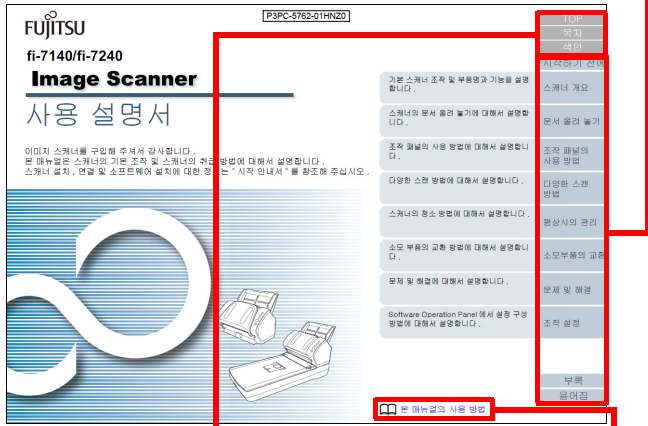 FUJITSU
P3PC-5762-01HNZ0
fi-7140/fi-7240
Image Scanner
사용 설명서
이미지 스캐너를 구입해 주셔서 감사합니다 .
본 매뉴얼은 스캐너의 기본 조작 및 스캐너의 취급 방법에 대해서 설명합니다 .
스캐너 설치 , 연결 및 소프트웨어 설치에 대한 정보는 " 시작 안내서 " 를 참조해 주십시오 .
TOP
목차
색인
시작하기 전에
기본 스캐너 조작 및 부품명과 기능을 설명
합니다 .
스캐너 개요
스캐너의 문서 올려 놓기에 대해서 설명합
니다 .
문서 올려 놓기
조작 패널의 사용 방법에 대해서 설명합니
다 .
조작 패널의
사용 방법
다양한 스캔 방법에 대해서 설명합니다 .
다양한 스캔
방법
스캐너의 청소 방법에 대해서 설명합니다 .
평상시의 관리
소모 부품의 교환 방법에 대해서 설명합니
다 .
소모부품의 교환
문제 및 해결에 대해서 설명합니다 .
문제 및 해결
Software Operation Panel 에서 설정 구성
방법에 대해서 설명합니다 .
조작 설정
부록
용어집
본 매뉴얼의 사용 방법